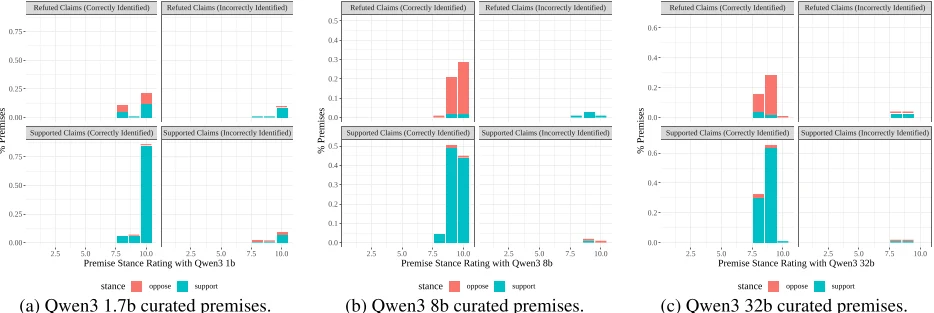 Refuted Claims (Correctly Identified)
Refuted Claims (Incorrectly Identified)
0.75
0.50
0.25
0.00
Supported Claims (Correctly Identified)
Supported Claims (Incorrectly Identified)
0.75
0.50
0.25
0.00
% Premises
2.5 5.0 7.5 10.0
2.5 5.0 7.5 10.0
Premise Stance Rating with Qwen3 1b
stance oppose support
(a) Qwen3 1.7b curated premises.
Refuted Claims (Correctly Identified)
Refuted Claims (Incorrectly Identified)
0.5
0.4
0.3
0.2
0.1
0.0
Supported Claims (Correctly Identified)
Supported Claims (Incorrectly Identified)
0.5
0.4
0.3
0.2
0.1
0.0
% Premises
2.5 5.0 7.5 10.0
2.5 5.0 7.5 10.0
Premise Stance Rating with Qwen3 8b
stance oppose support
(b) Qwen3 8b curated premises.
Refuted Claims (Correctly Identified)
Refuted Claims (Incorrectly Identified)
0.6
0.4
0.2
0.0
Supported Claims (Correctly Identified)
Supported Claims (Incorrectly Identified)
0.6
0.4
0.2
0.0
% Premises
2.5 5.0 7.5 10.0
2.5 5.0 7.5 10.0
Premise Stance Rating with Qwen3 32b
stance oppose support
(c) Qwen3 32b curated premises.